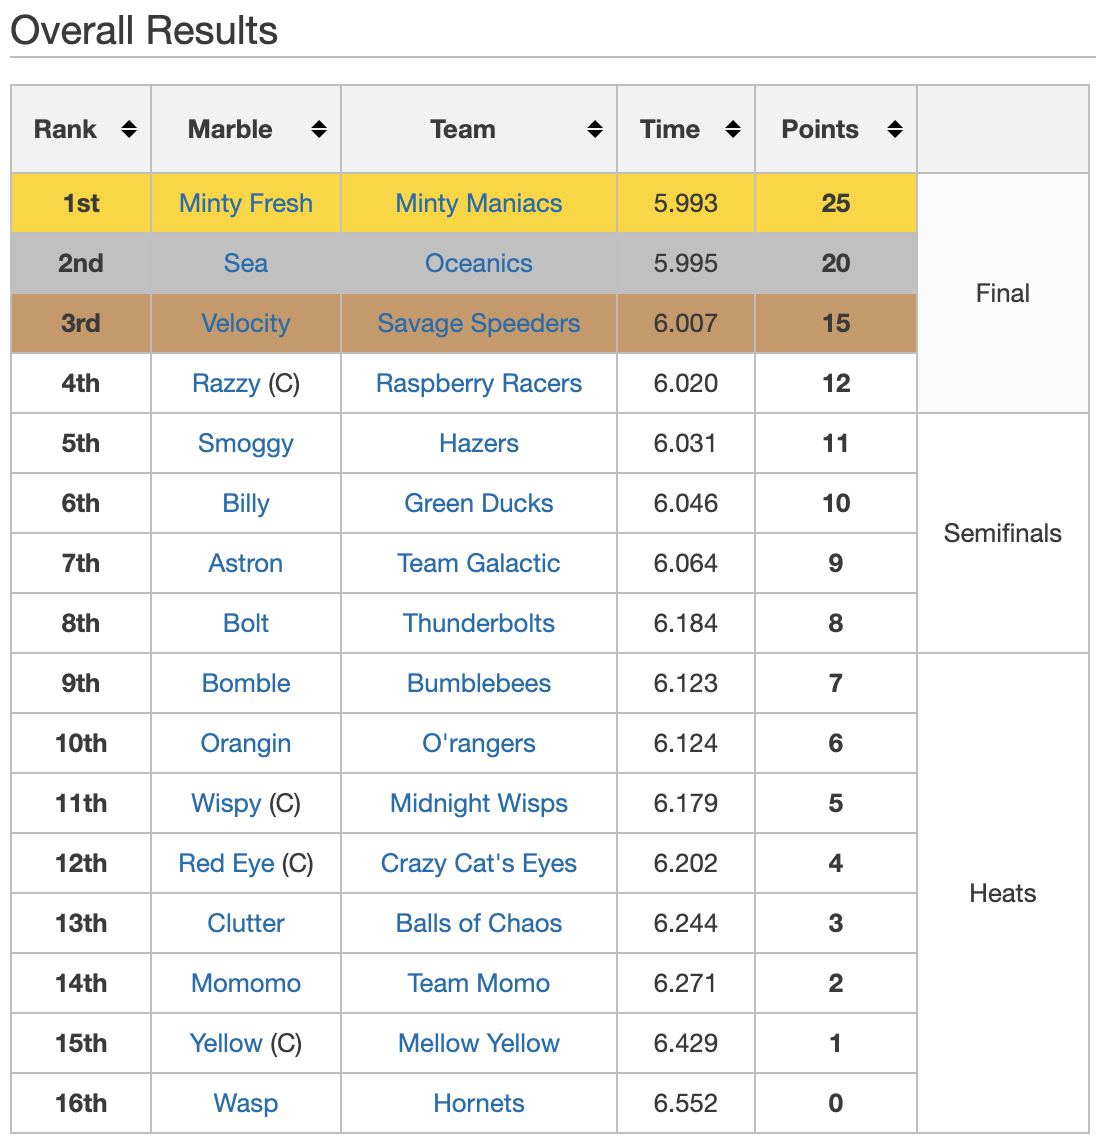 Overall Results
Rank Marble Team Time Points
1st Minty Fresh Minty Maniacs 5.993 25
2nd Sea Oceanics 5.995 20
Final
3rd Velocity Savage Speeders 6.007 15
4th Razzy (C) Raspberry Racers 6.020 12
5th Smoggy Hazers 6.031 11
6th Billy Green Ducks 6.046 10
Semifinals
7th Astron Team Galactic 6.064 9
8th Bolt Thunderbolts 6.184 8
9th Bomble Bumblebees 6.123 7
10th Orangin O'rangers 6.124 6
11th Wispy (C) Midnight Wisps 6.179 5
12th Red Eye (C) Crazy Cat's Eyes 6.202 4
Heats
13th Clutter Balls of Chaos 6.244 3
14th Momomo Team Momo 6.271 2
15th Yellow (C) Mellow Yellow 6.429 1
16th Wasp Hornets 6.552 0